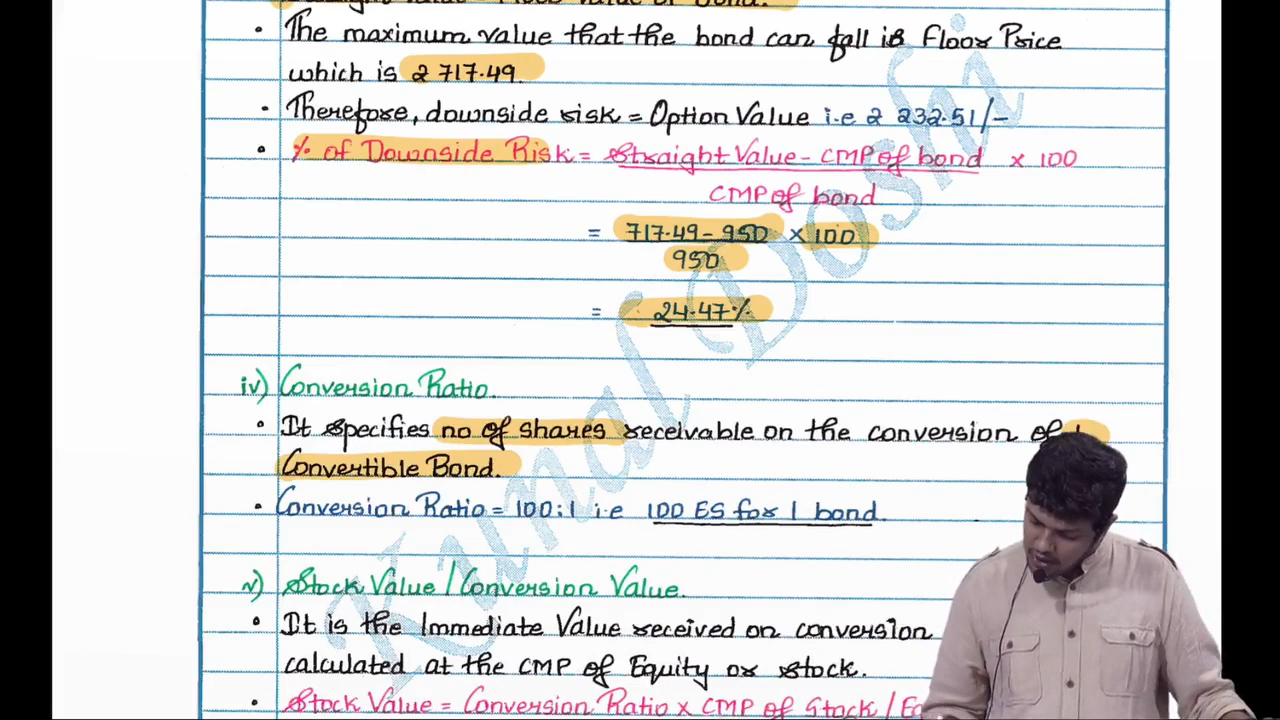 • The maximum value that the bond can fall is Floor Price
which is ₹ 717.49.
• Therefore, downside risk = Option Value i.e ₹ 232.51/-
• % of Downside Risk = Straight Value - CMP of bond × 100
CMP of bond
= 717.49 - 950 × 100
950
= 24.47%
iv) Conversion Ratio.
• It specifies no of shares receivable on the conversion of
Convertible Bond.
• Conversion Ratio = 100:1 i.e 100 ES for 1 bond.
v) Stock Value / Conversion Value.
• It is the Immediate Value received on conversion
calculated at the CMP of Equity or stock.
• Stock Value = Conversion Ratio × CMP of Stock /
Kinal Doshi